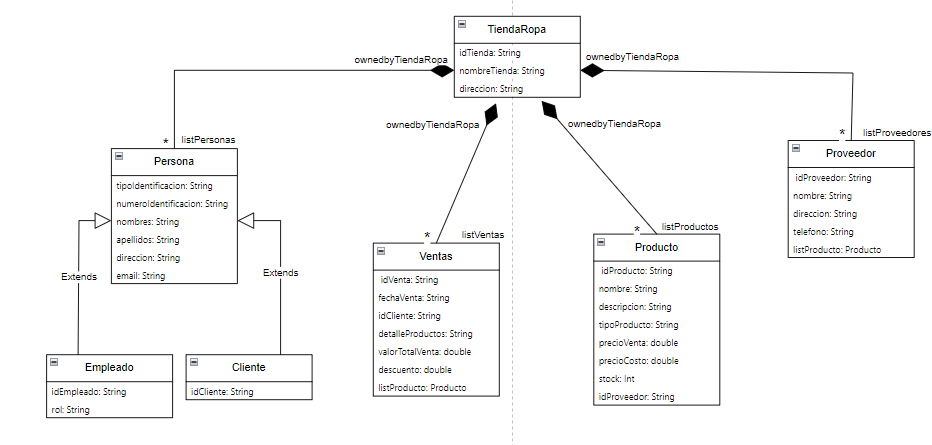 TiendaRopa
idTienda: String
nombreTienda: String
direccion: String
ownedbyTiendaRopa
ownedbyTiendaRopa
ownedbyTiendaRopa
ownedbyTiendaRopa
* listPersonas
Persona
tipoIdentificacion: String
numeroIdentificacion: String
nombres: String
apellidos: String
direccion: String
email: String
Extends
Extends
Empleado
idEmpleado: String
rol: String
Cliente
idCliente: String
* listVentas
Ventas
idVenta: String
fechaVenta: String
idCliente: String
detalleProductos: String
valorTotalVenta: double
descuento: double
listProducto: Producto
* listProductos
Producto
idProducto: String
nombre: String
descripcion: String
tipoProducto: String
precioVenta: double
precioCosto: double
stock: Int
idProveedor: String
* listProveedores
Proveedor
idProveedor: String
nombre: String
direccion: String
telefono: String
listProducto: Producto